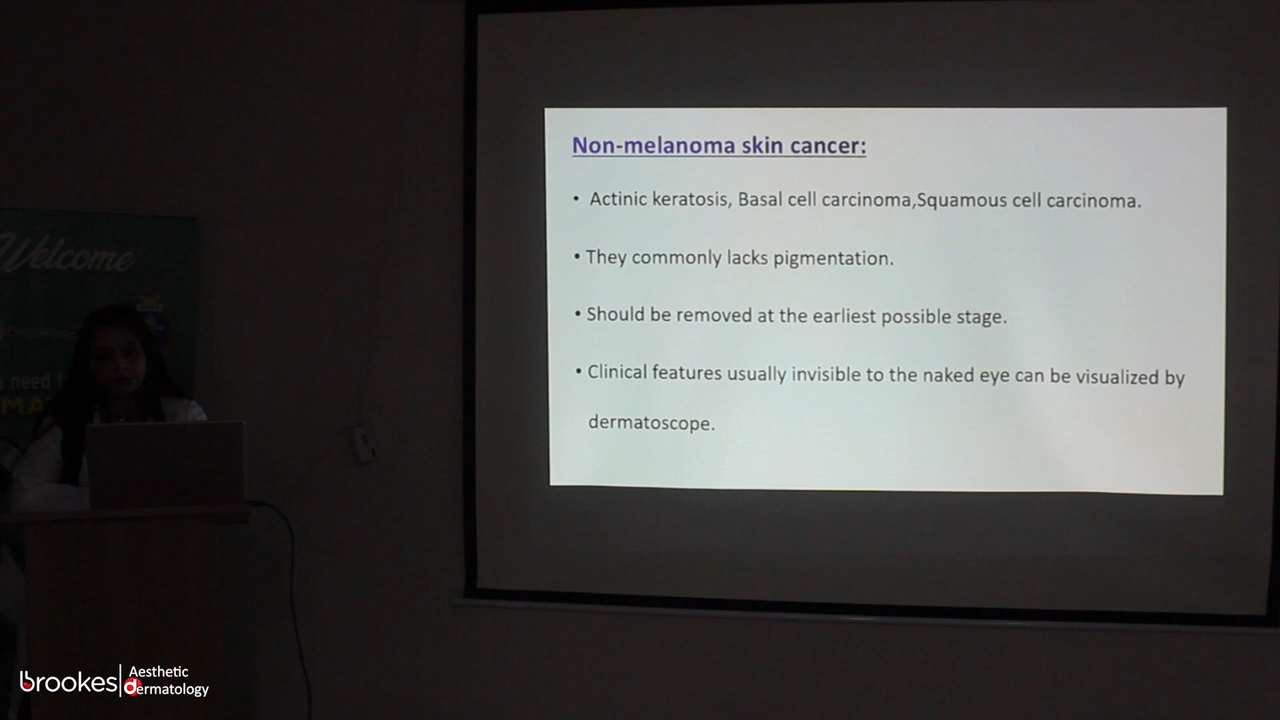 Non-melanoma skin cancer:
• Actinic keratosis, Basal cell carcinoma,Squamous cell carcinoma.
• They commonly lacks pigmentation.
• Should be removed at the earliest possible stage.
• Clinical features usually invisible to the naked eye can be visualized by
dermatoscope.
Welcome
need
brookes
Aesthetic
dermatology